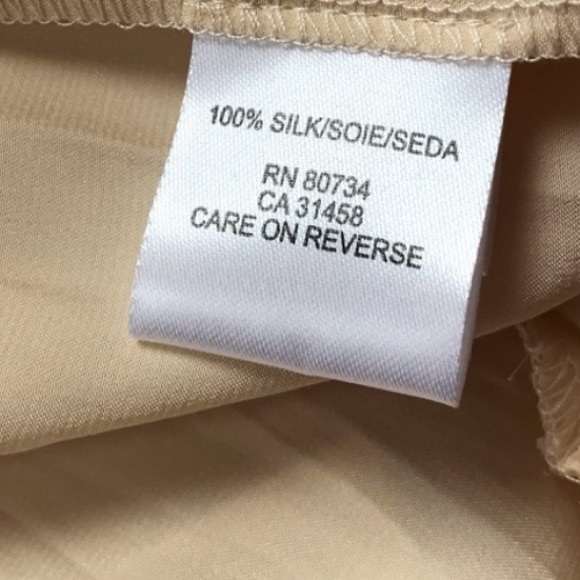 100% SILK/SOIE/SEDA
RN 80734
CA 31458
CARE ON REVERSE